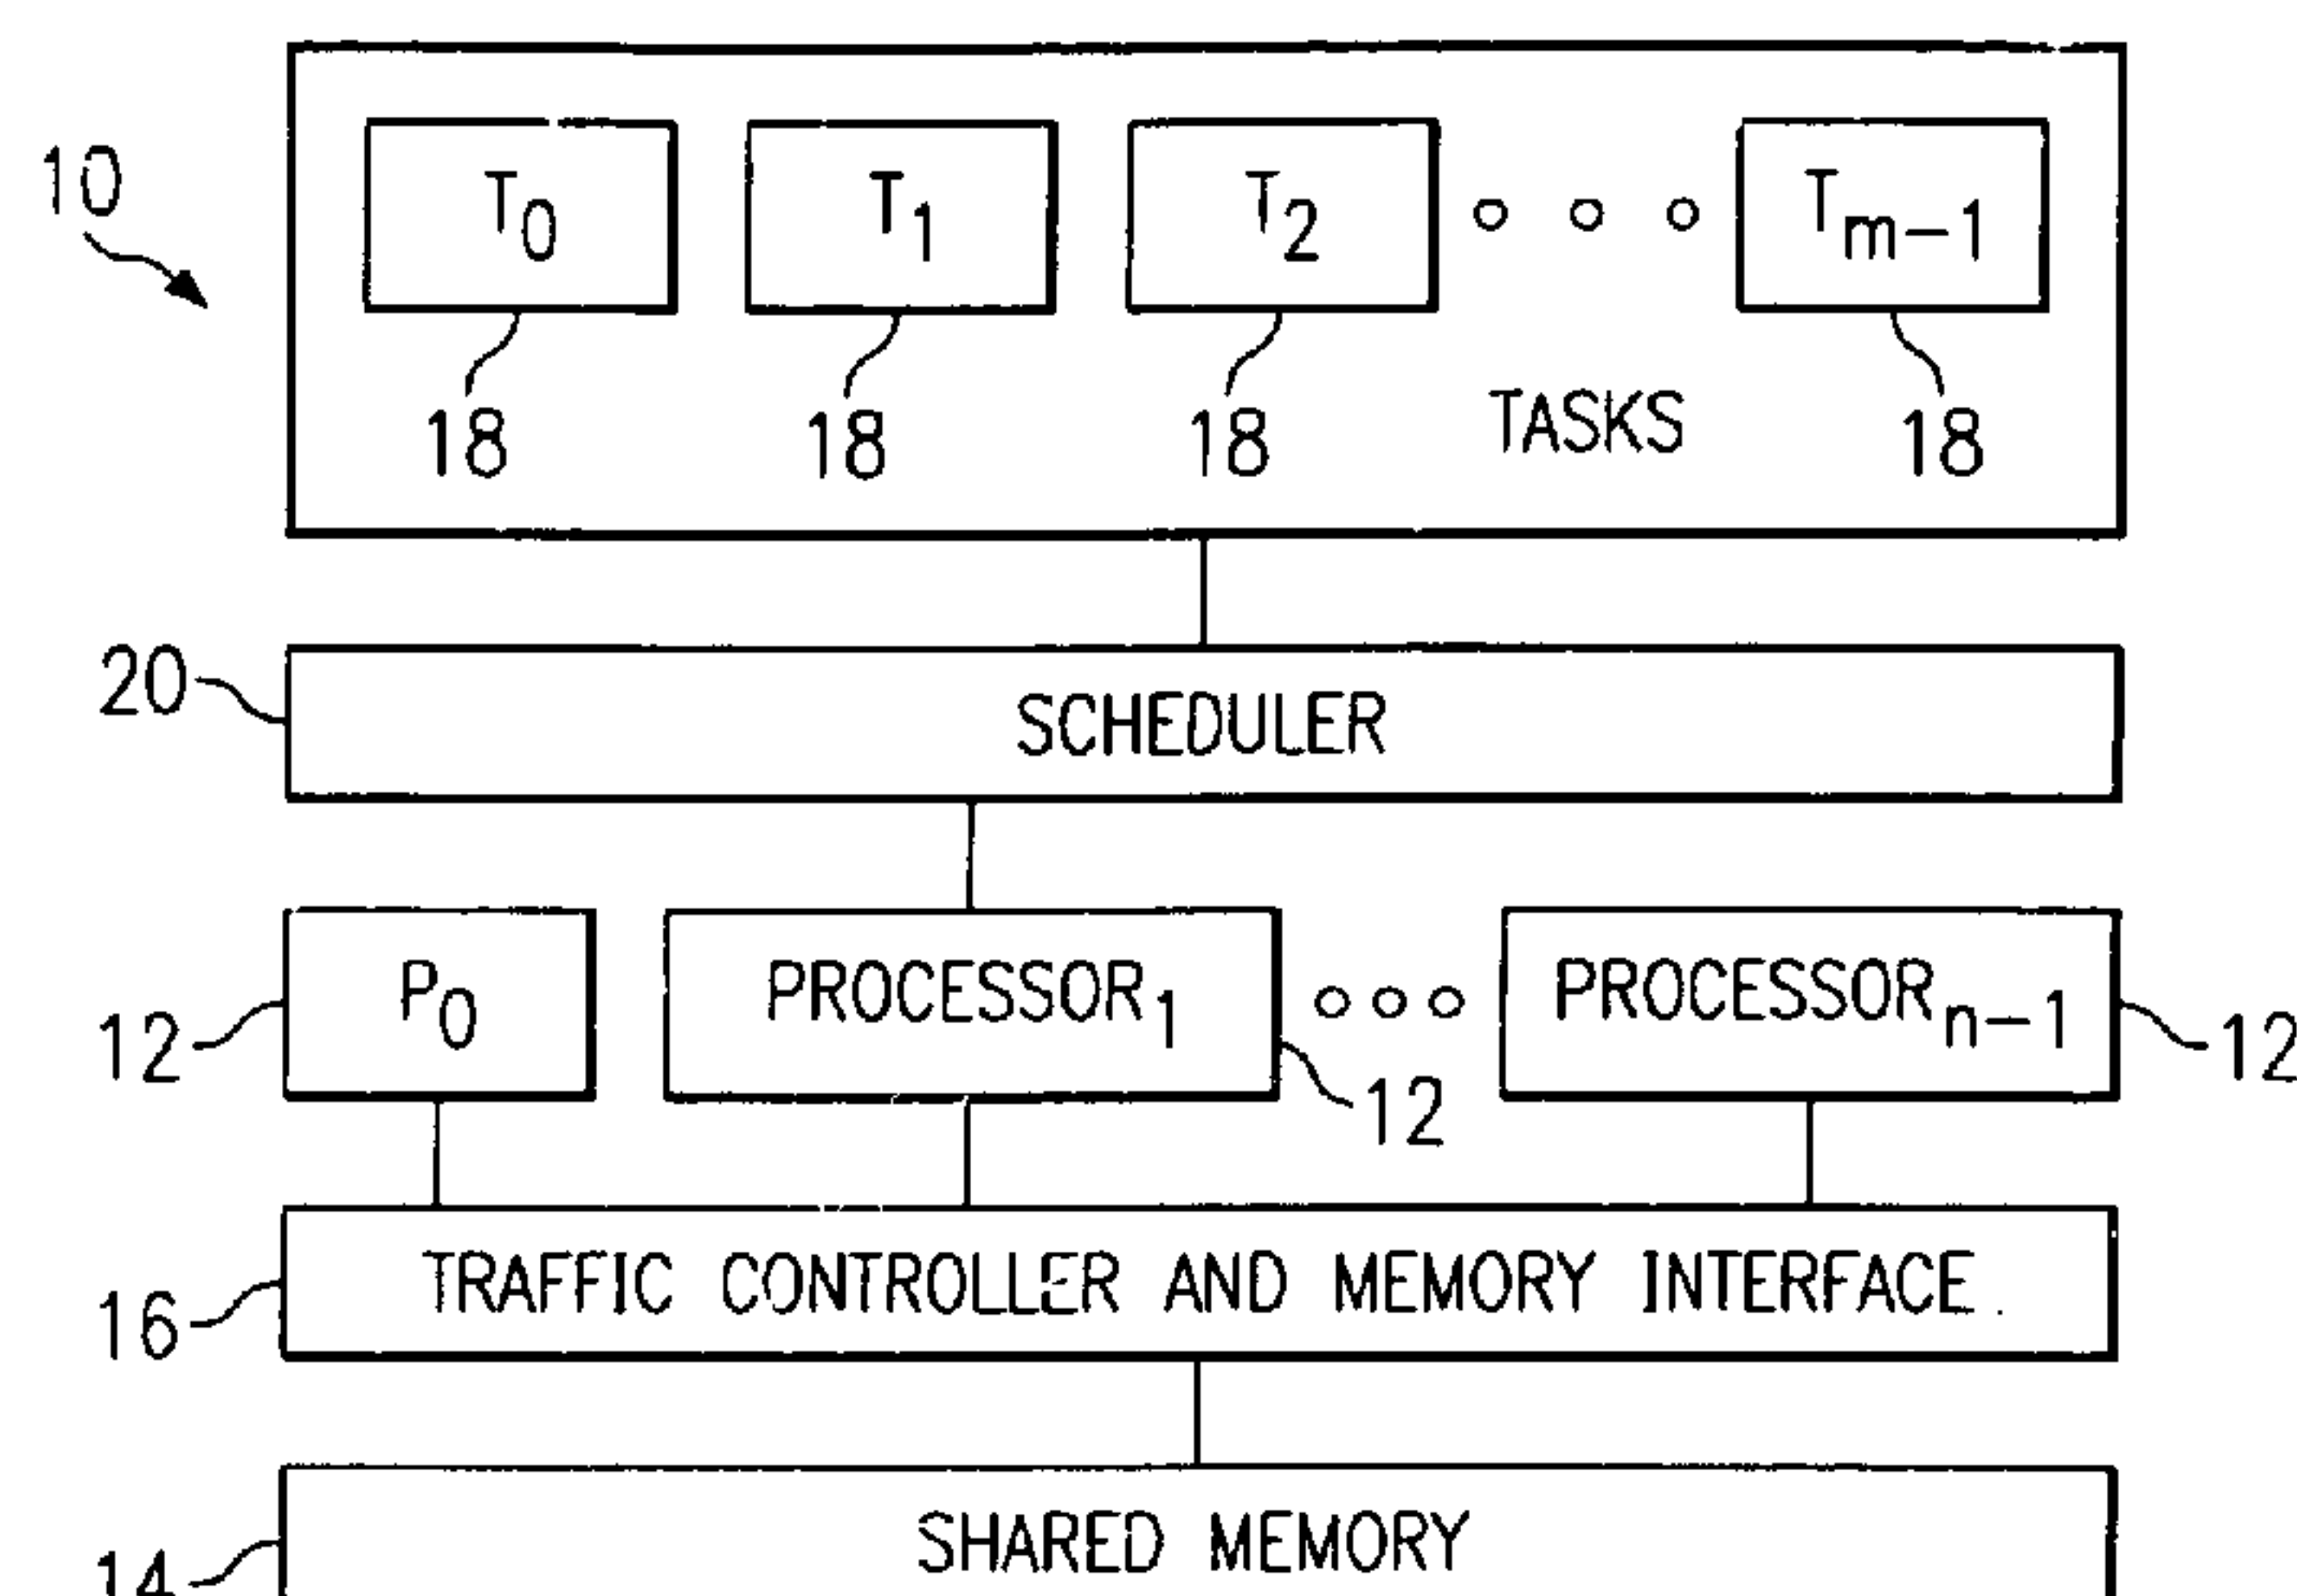 10
T0 T1 T2 Tm-1
18 18 18 TASKS 18
20 SCHEDULER
12 P0 PROCESSOR1 12 PROCESSORn-1 12
16 TRAFFIC CONTROLLER AND MEMORY INTERFACE
14 SHARED MEMORY